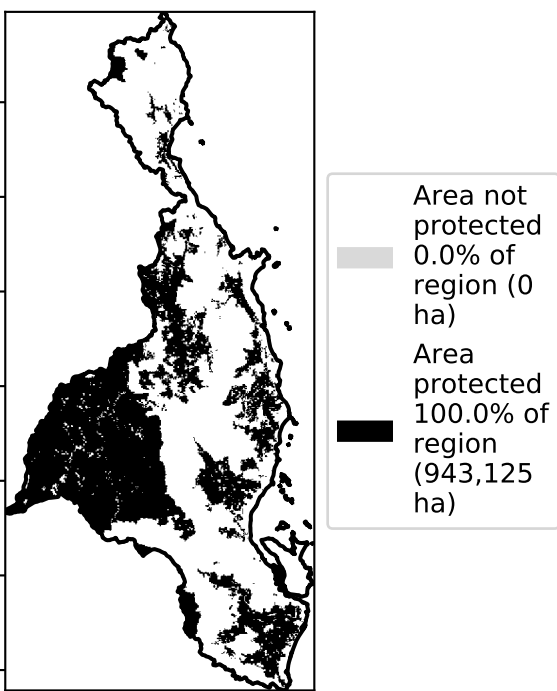 Area not
protected
0.0% of
region (0
ha)
Area
protected
100.0% of
region
(943,125
ha)